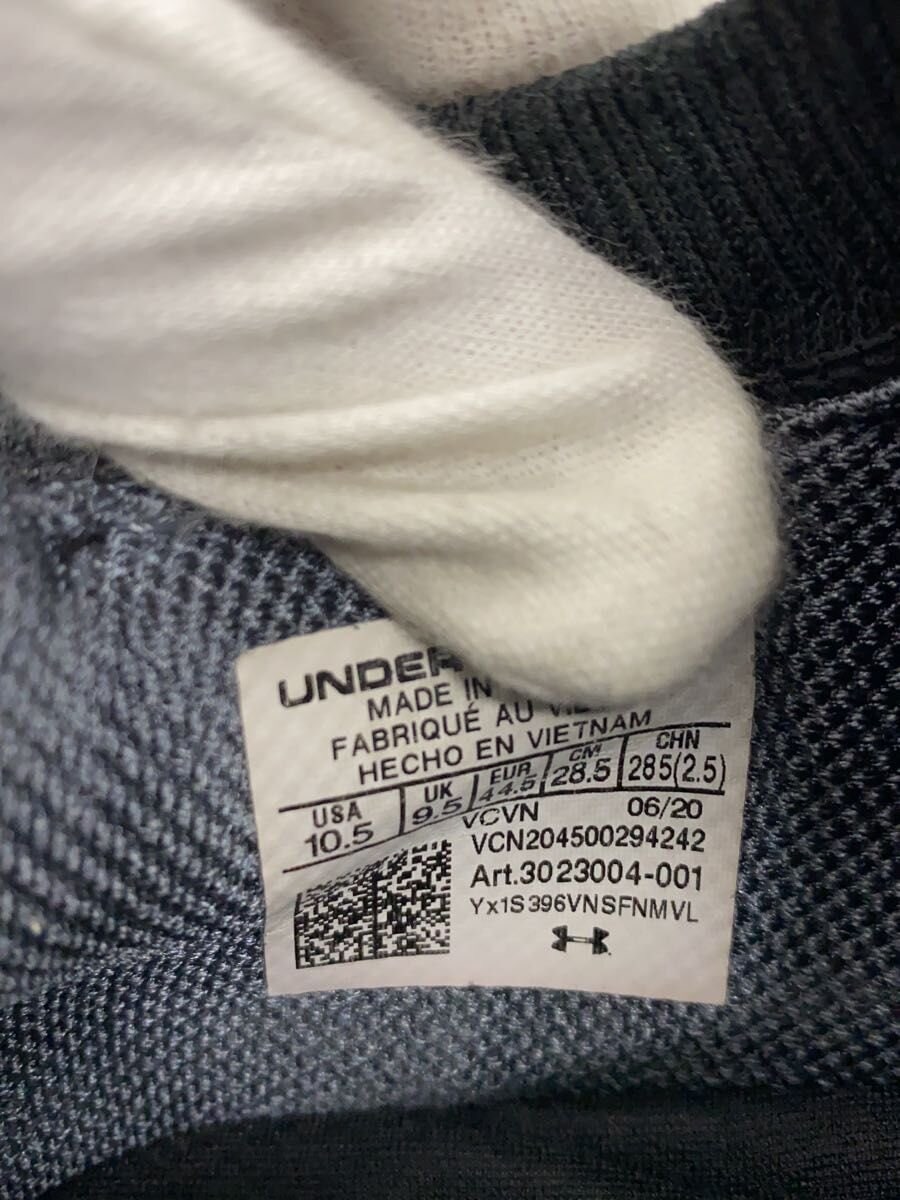 UNDER
MADE IN
FABRIQUÉ AU
HECHO EN VIETNAM
USA UK EUR CM CHN
10.5 9.5 44.5 28.5 285(2.5)
VCVN 06/20
VCN204500294242
Art.3023004-001
Yx1S396VNSFNMVL